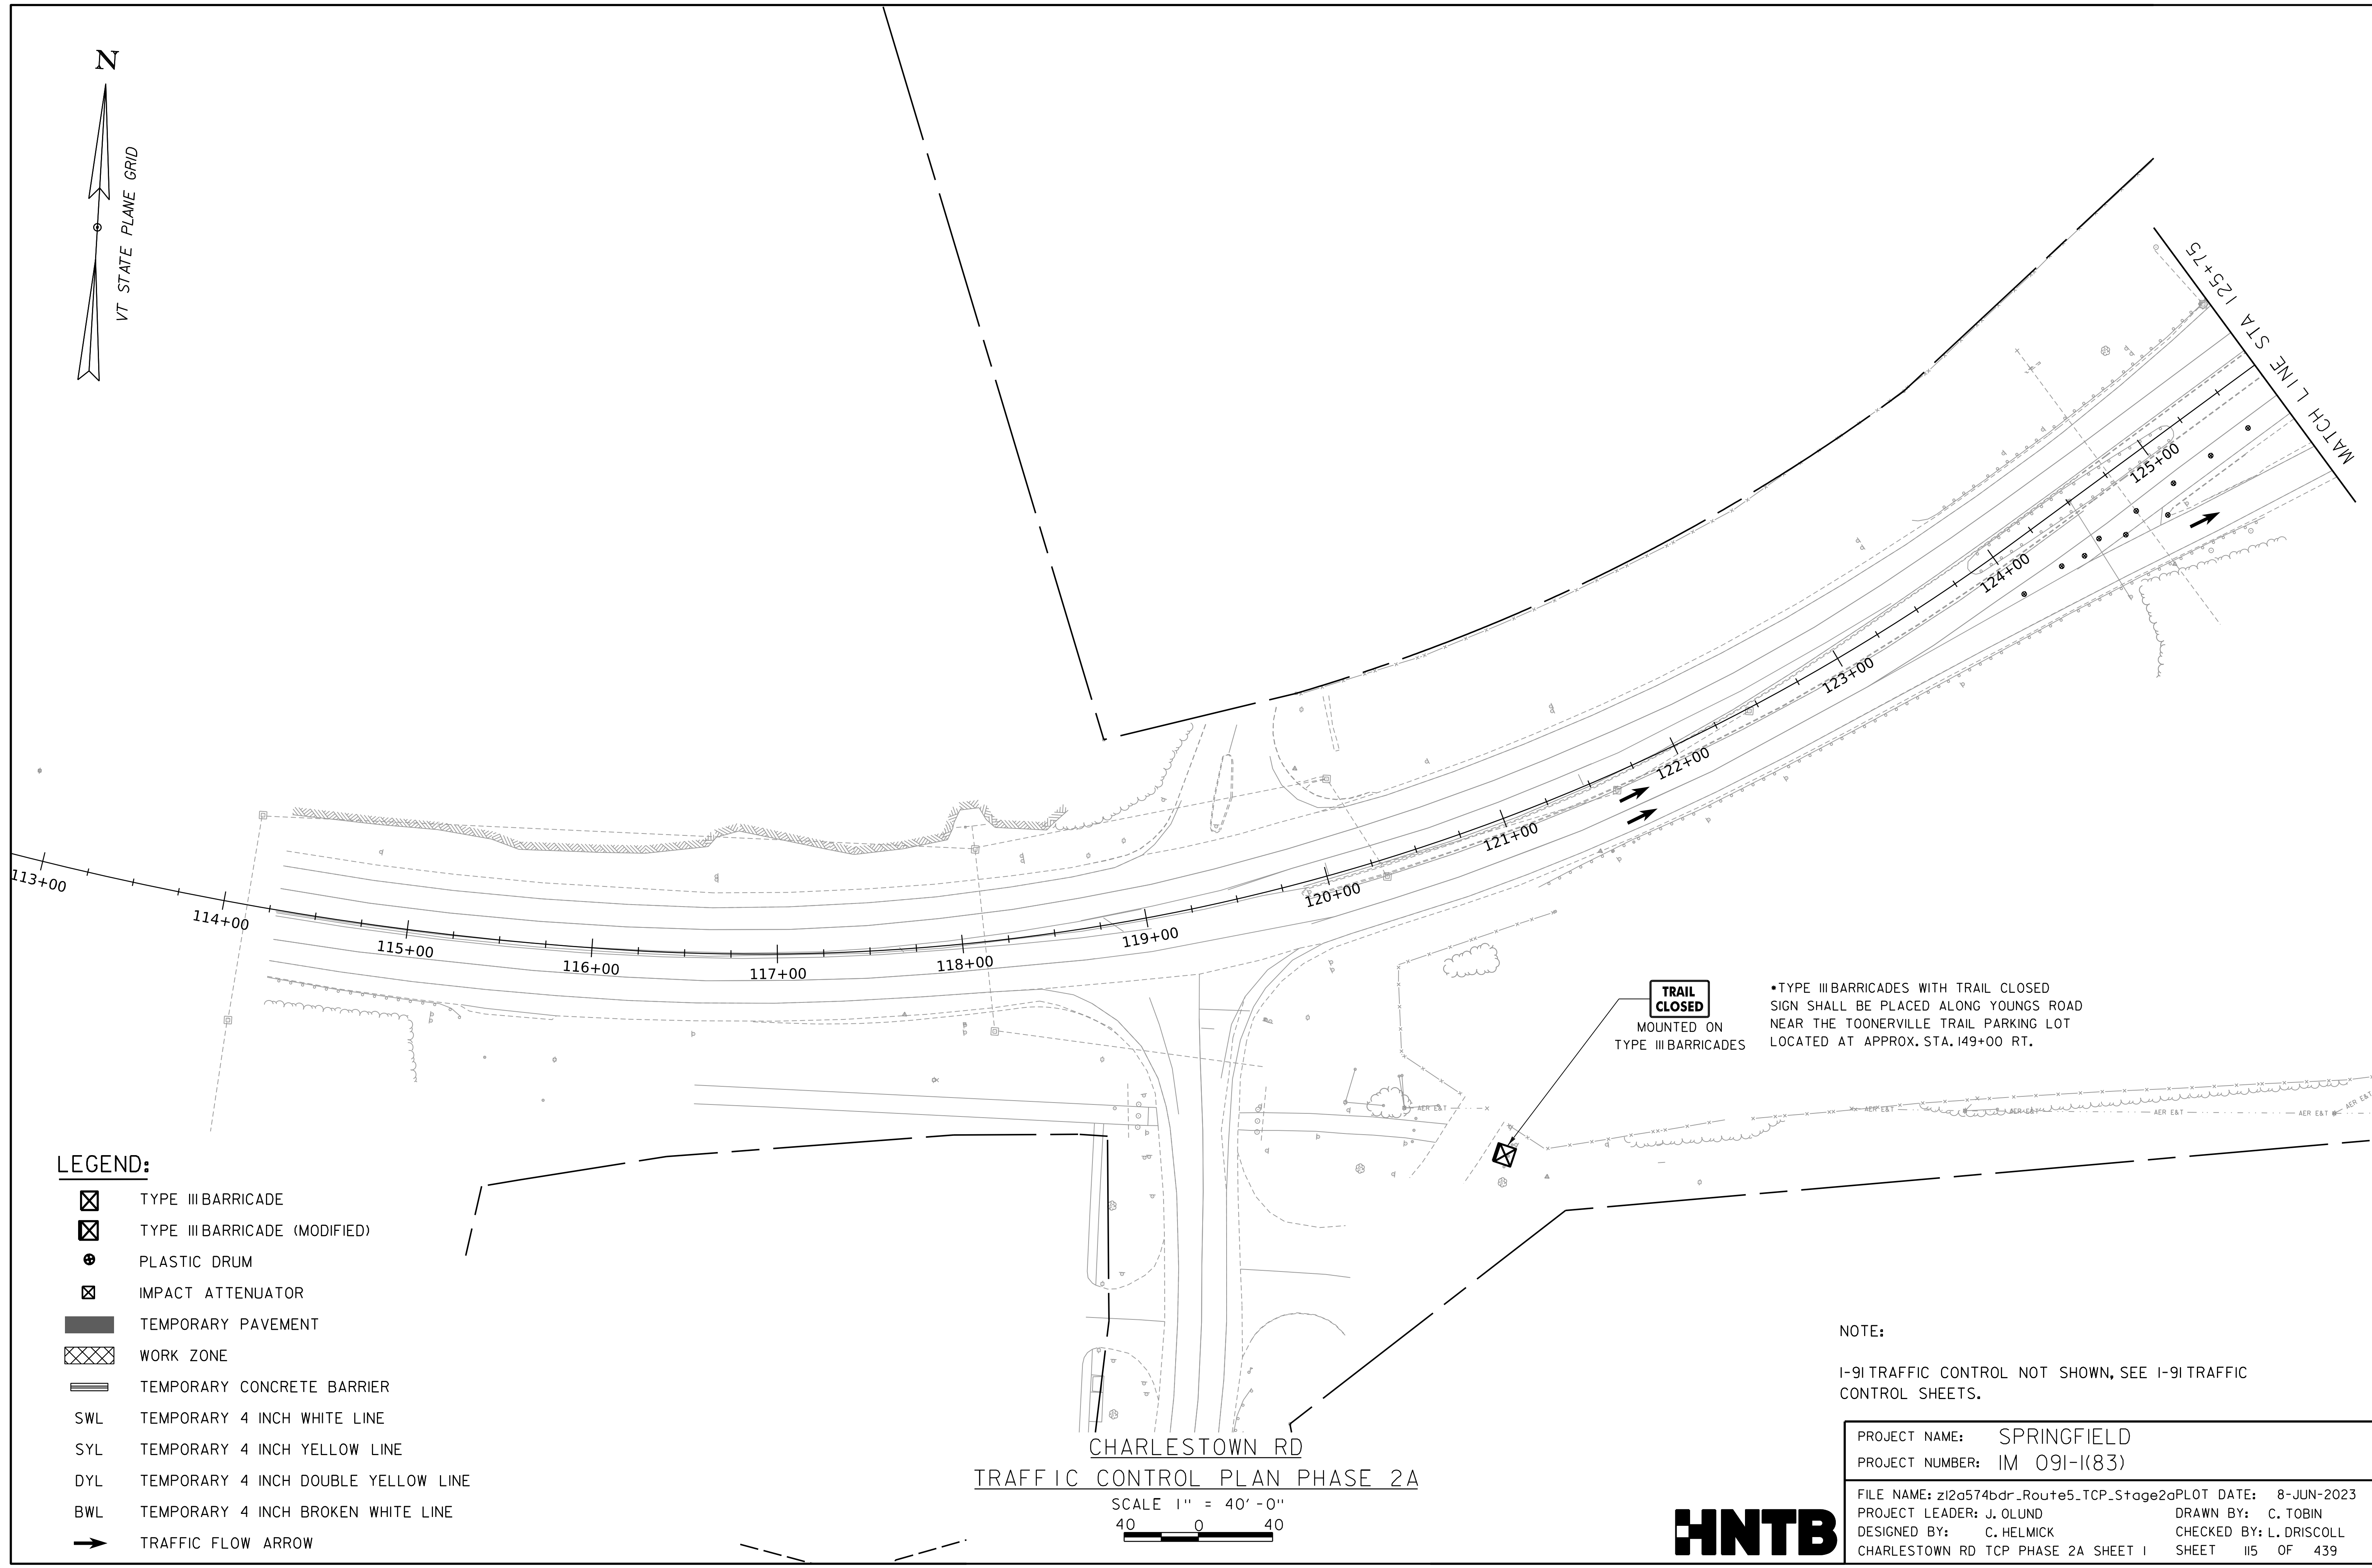 N
VT STATE PLANE GRID
MATCH LINE STA 125+75
113+00
114+00
115+00
116+00
117+00
118+00
119+00
120+00
121+00
122+00
123+00
124+00
125+00
TRAIL
CLOSED
MOUNTED ON
TYPE III BARRICADES
•TYPE III BARRICADES WITH TRAIL CLOSED
SIGN SHALL BE PLACED ALONG YOUNGS ROAD
NEAR THE TOONERVILLE TRAIL PARKING LOT
LOCATED AT APPROX. STA. 149+00 RT.
AER E&T
AER E&T
AER E&T
AER E&T
AER E&T
AER E&T
LEGEND:
TYPE III BARRICADE
TYPE III BARRICADE (MODIFIED)
PLASTIC DRUM
IMPACT ATTENUATOR
TEMPORARY PAVEMENT
WORK ZONE
TEMPORARY CONCRETE BARRIER
SWL TEMPORARY 4 INCH WHITE LINE
SYL TEMPORARY 4 INCH YELLOW LINE
DYL TEMPORARY 4 INCH DOUBLE YELLOW LINE
BWL TEMPORARY 4 INCH BROKEN WHITE LINE
TRAFFIC FLOW ARROW
CHARLESTOWN RD
TRAFFIC CONTROL PLAN PHASE 2A
SCALE 1" = 40'-0"
40 0 40
NOTE:
I-91 TRAFFIC CONTROL NOT SHOWN, SEE I-91 TRAFFIC
CONTROL SHEETS.
HNTB
PROJECT NAME: SPRINGFIELD
PROJECT NUMBER: IM 091-1(83)
FILE NAME: z12a574bdr_Route5_TCP_Stage2a PLOT DATE: 8-JUN-2023
PROJECT LEADER: J. OLUND DRAWN BY: C. TOBIN
DESIGNED BY: C. HELMICK CHECKED BY: L. DRISCOLL
CHARLESTOWN RD TCP PHASE 2A SHEET 1 SHEET 115 OF 439